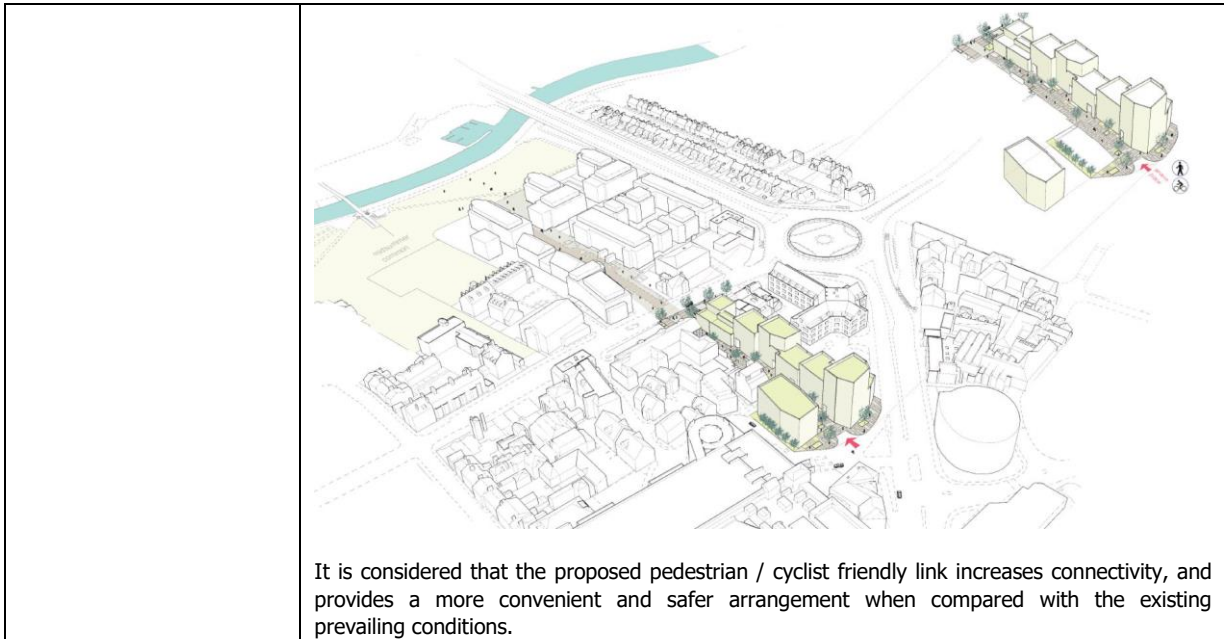 It is considered that the proposed pedestrian / cyclist friendly link increases connectivity, and
provides a more convenient and safer arrangement when compared with the existing
prevailing conditions.